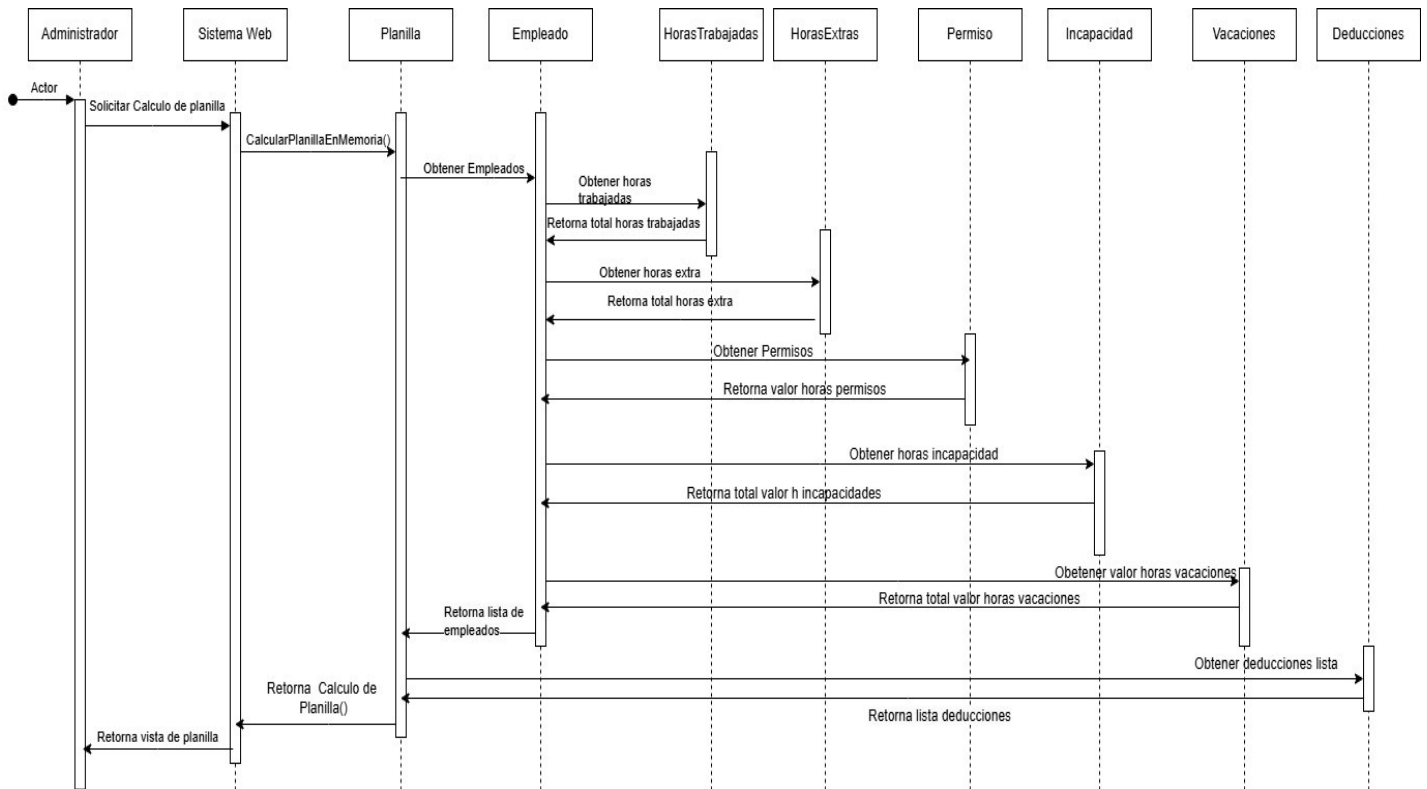 Administrador
Sistema Web
Planilla
Empleado
HorasTrabajadas
HorasExtras
Permiso
Incapacidad
Vacaciones
Deducciones
Actor
Solicitar Calculo de planilla
CalcularPlanillaEnMemoria()
Obtener Empleados
Obtener horas
trabajadas
Retorna total horas trabajadas
Obtener horas extra
Retorna total horas extra
Obtener Permisos
Retorna valor horas permisos
Obtener horas incapacidad
Retorna total valor h incapacidades
Obetener valor horas vacaciones
Retorna total valor horas vacaciones
Retorna lista de
empleados
Obtener deducciones lista
Retorna Calculo de
Planilla()
Retorna lista deducciones
Retorna vista de planilla